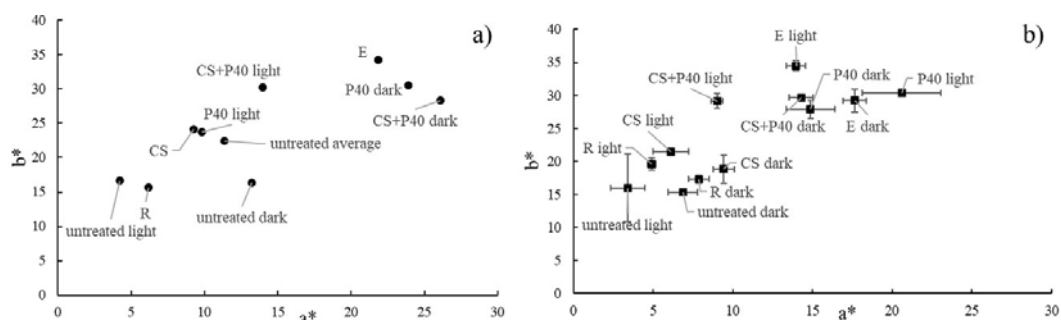 a)
40
35
30
25
20
15
10
5
0
b*
E
CS+P40 light
P40 dark
CS+P40 dark
P40 light
CS
untreated average
untreated light
R
untreated dark
0 5 10 15 20 25 30
a*
b)
40
35
30
25
20
15
10
5
0
b*
E light
CS+P40 light
P40 dark
P40 light
CS light
CS+P40 dark
E dark
R ight
CS dark
R dark
untreated dark
untreated light
0 5 10 15 20 25 30
a*